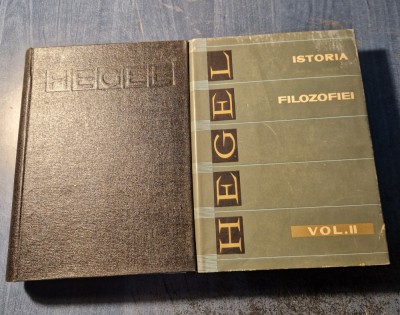 HEGEL
HEGEL
ISTORIA
FILOZOFIEI
VOL. II